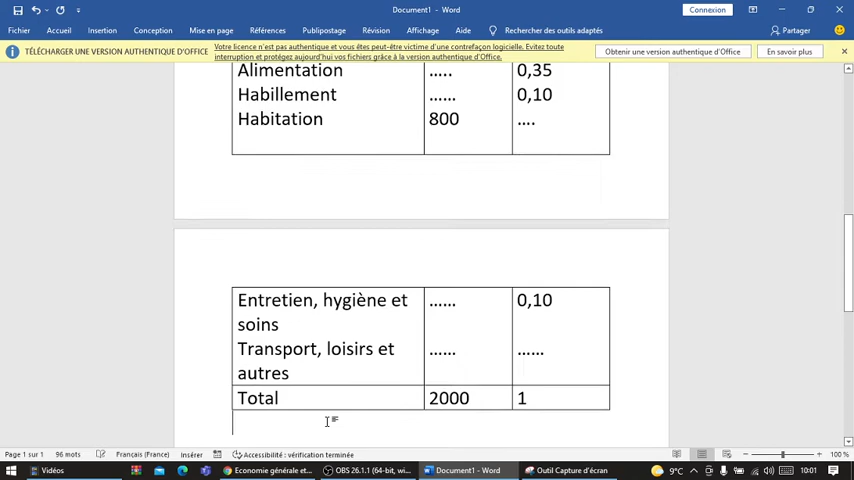 Document1 - Word
Connexion
Fichier Accueil Insertion Conception Mise en page Références Publipostage Révision Affichage Aide Rechercher des outils adaptés Partager
TÉLÉCHARGER UNE VERSION AUTHENTIQUE D'OFFICE
Votre licence n'est pas authentique et vous êtes peut-être victime d'une contrefaçon logicielle. Evitez toute
interruption et protégez aujourd'hui vos fichiers grâce à la version authentique d'Office.
Obtenir une version authentique d'Office
En savoir plus
Alimentation ..... 0,35
Habillement ...... 0,10
Habitation 800 ....
Entretien, hygiène et ...... 0,10
soins
Transport, loisirs et ...... ......
autres
Total 2000 1
Page 1 sur 1 96 mots Français (France) Insérer Accessibilité : vérification terminée 100 %
Vidéos Economie générale et... OBS 26.1.1 (64-bit, wi... Document1 - Word Outil Capture d'écran 9°C 10:01